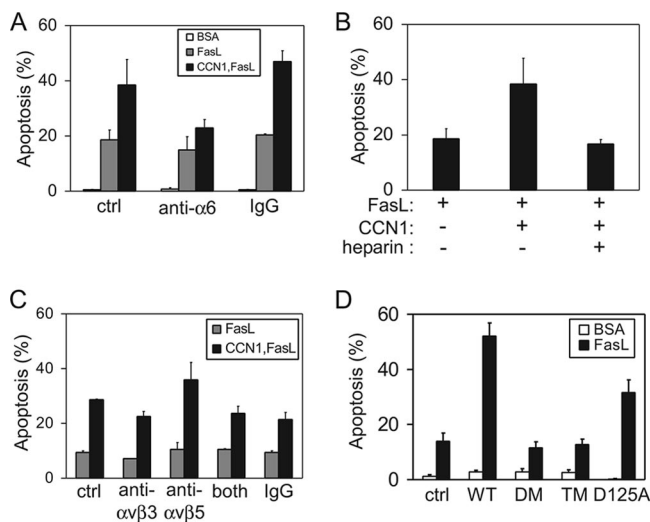 A
Apoptosis (%)
60
40
20
0
BSA
FasL
CCN1,FasL
ctrl anti-α6 IgG
B
Apoptosis (%)
60
40
20
0
FasL: + + +
CCN1: - + +
heparin : - - +
C
Apoptosis (%)
60
40
20
0
FasL
CCN1,FasL
ctrl anti-αvβ3 anti-αvβ5 both IgG
D
Apoptosis (%)
60
40
20
0
BSA
FasL
ctrl WT DM TM D125A